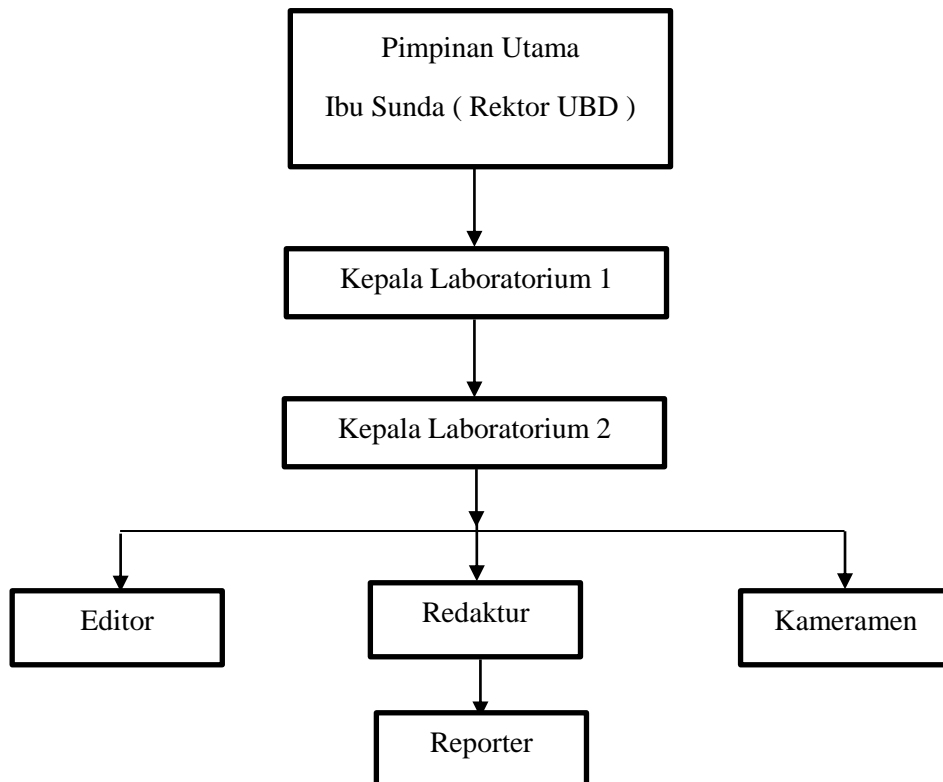 Pimpinan Utama
Ibu Sunda ( Rektor UBD )
Kepala Laboratorium 1
Kepala Laboratorium 2
Editor
Redaktur
Kameramen
Reporter